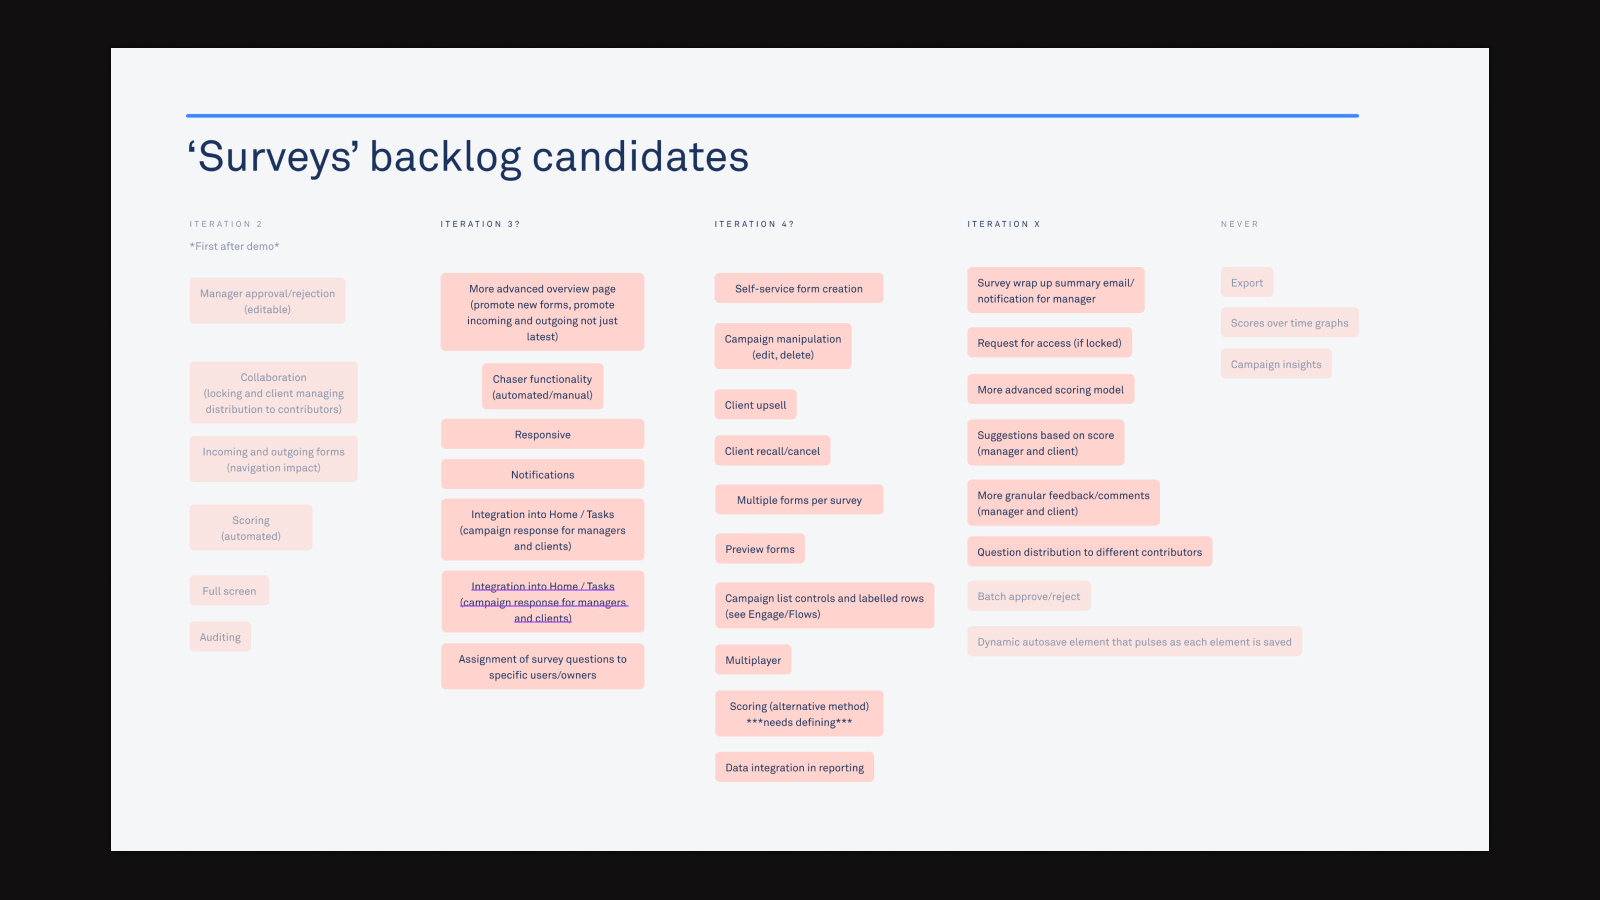 ‘Surveys’ backlog candidates
ITERATION 2
*First after demo*
Manager approval/rejection
(editable)
Collaboration
(locking and client managing
distribution to contributors)
Incoming and outgoing forms
(navigation impact)
Scoring
(automated)
Full screen
Auditing
ITERATION 3?
More advanced overview page
(promote new forms, promote
incoming and outgoing not just
latest)
Chaser functionality
(automated/manual)
Responsive
Notifications
Integration into Home / Tasks
(campaign response for managers
and clients)
Integration into Home / Tasks
(campaign response for managers
and clients)
Assignment of survey questions to
specific users/owners
ITERATION 4?
Self-service form creation
Campaign manipulation
(edit, delete)
Client upsell
Client recall/cancel
Multiple forms per survey
Preview forms
Campaign list controls and labelled rows
(see Engage/Flows)
Multiplayer
Scoring (alternative method)
***needs defining***
Data integration in reporting
ITERATION X
Survey wrap up summary email/
notification for manager
Request for access (if locked)
More advanced scoring model
Suggestions based on score
(manager and client)
More granular feedback/comments
(manager and client)
Question distribution to different contributors
Batch approve/reject
Dynamic autosave element that pulses as each element is saved
NEVER
Export
Scores over time graphs
Campaign insights